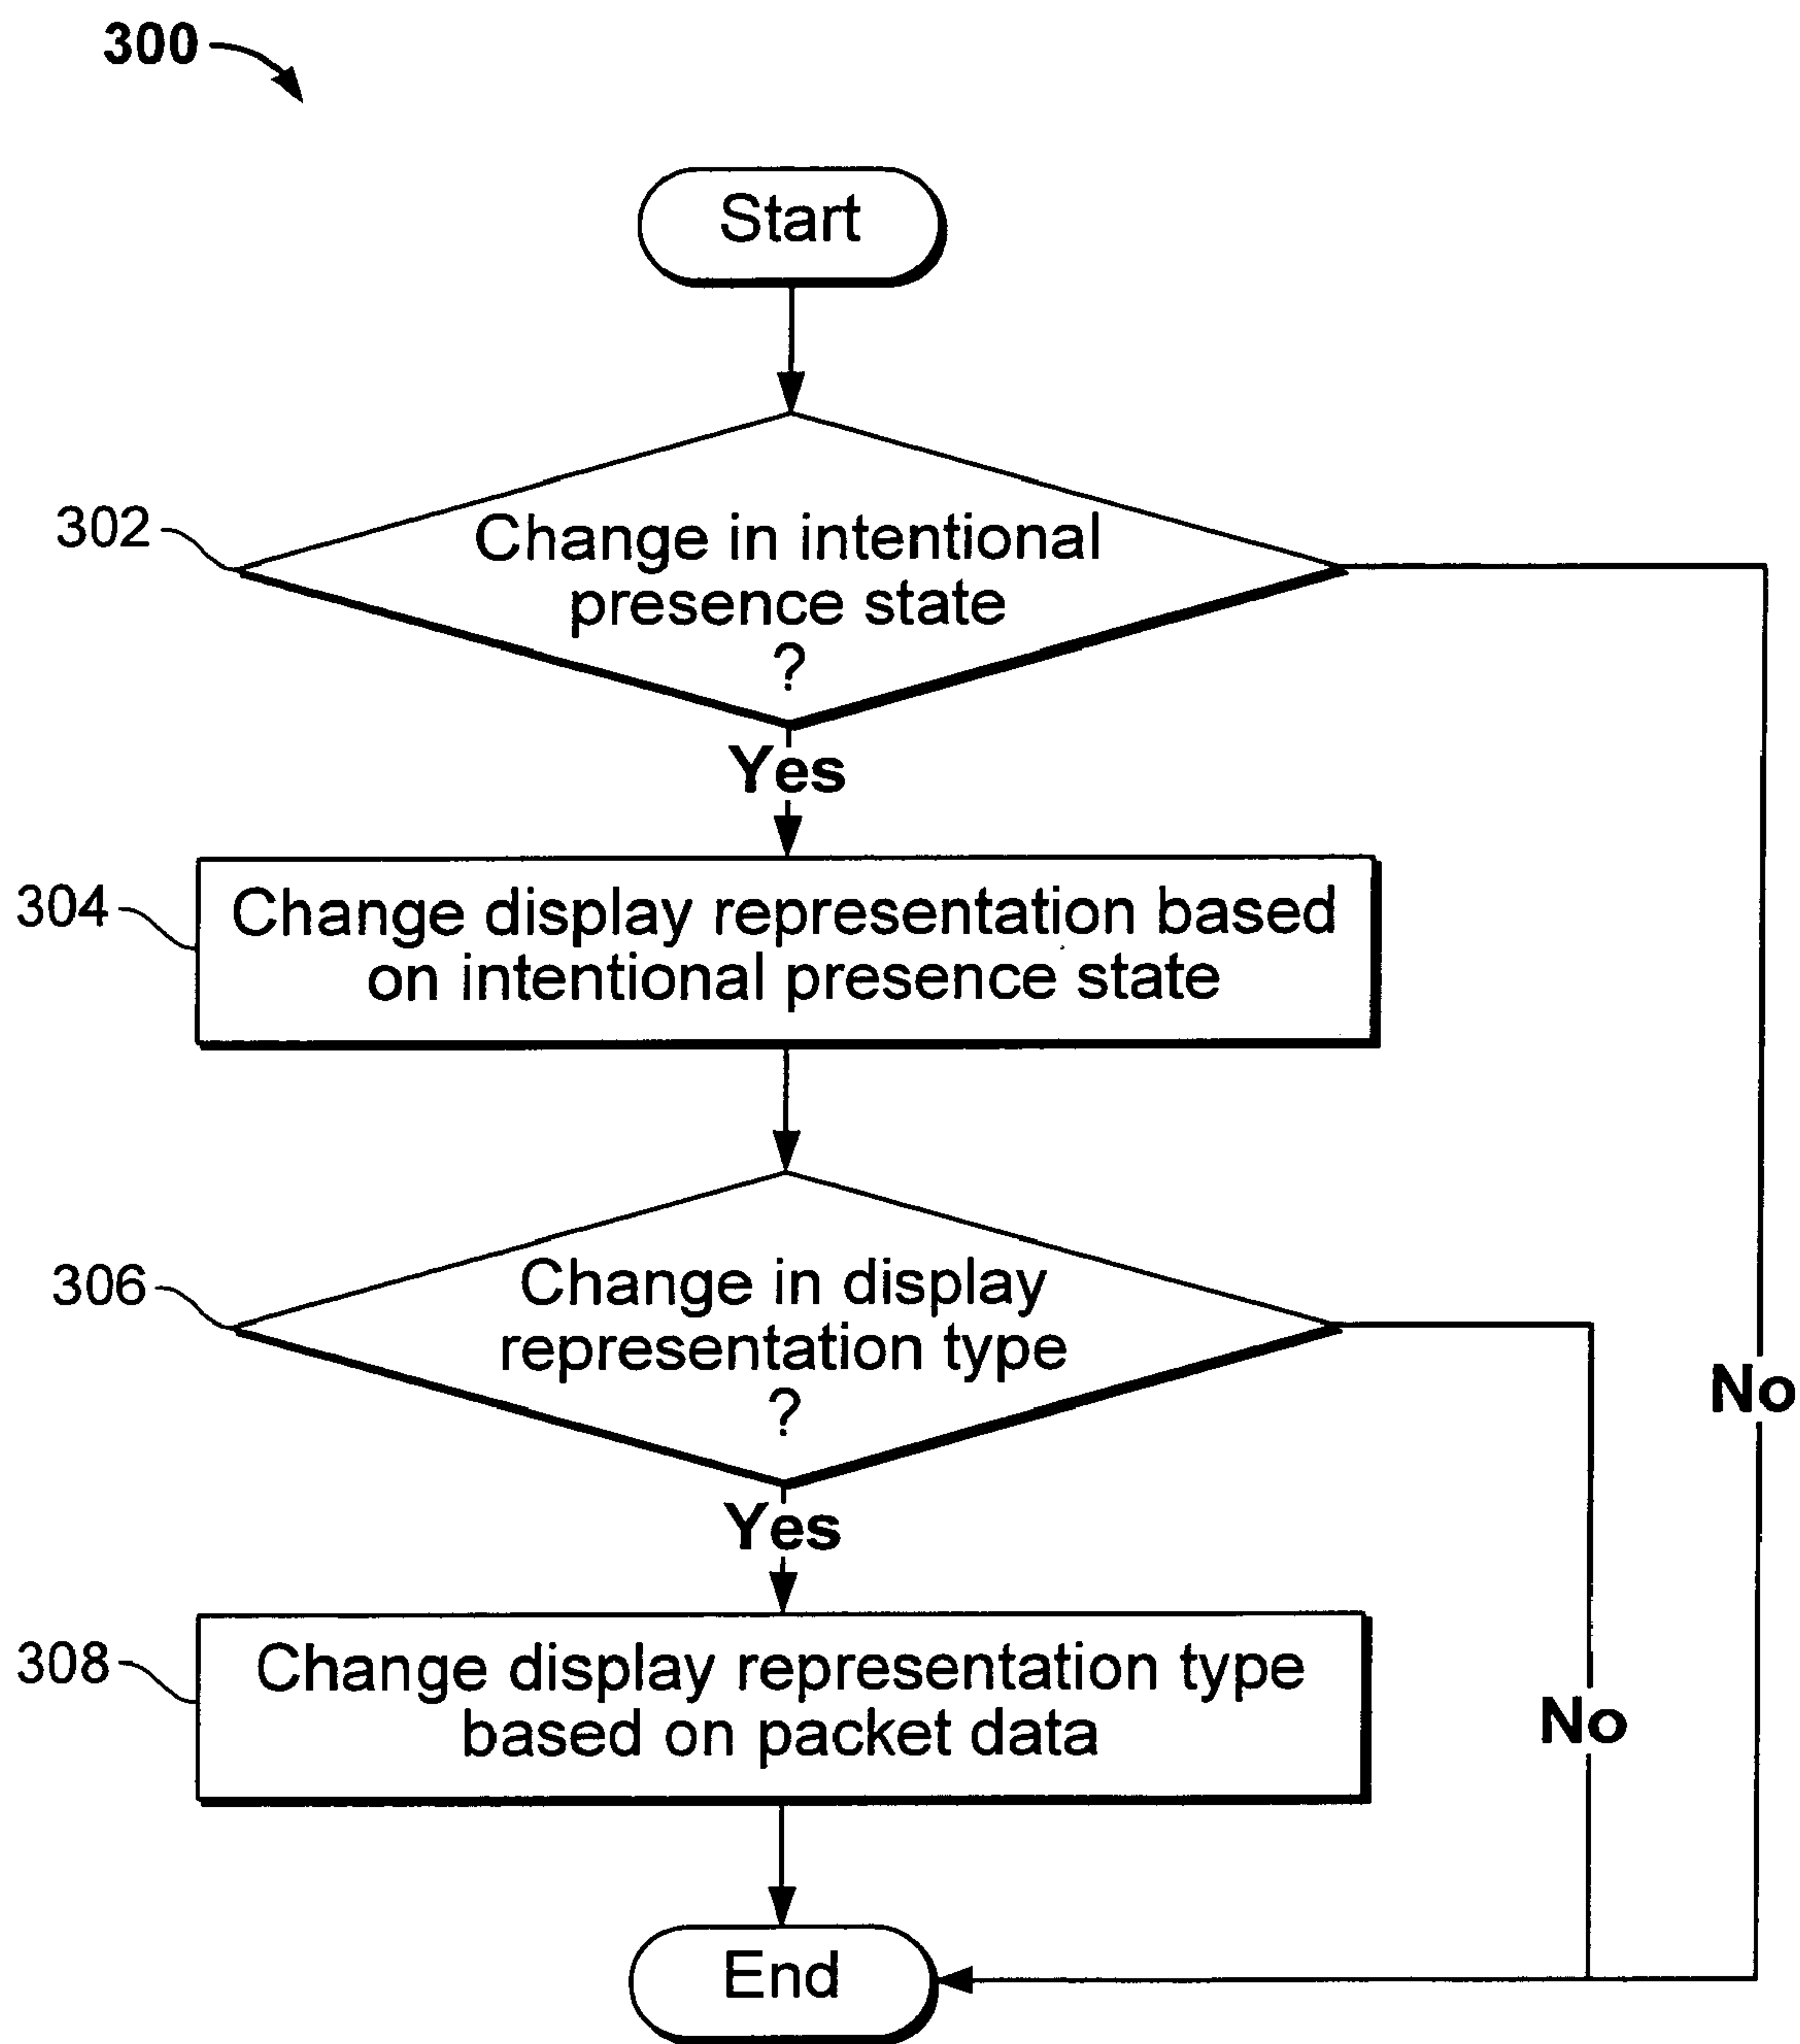 300
Start
302
Change in intentional
presence state
?
Yes
304
Change display representation based
on intentional presence state
306
Change in display
representation type
?
No
Yes
308
Change display representation type
based on packet data
No
End